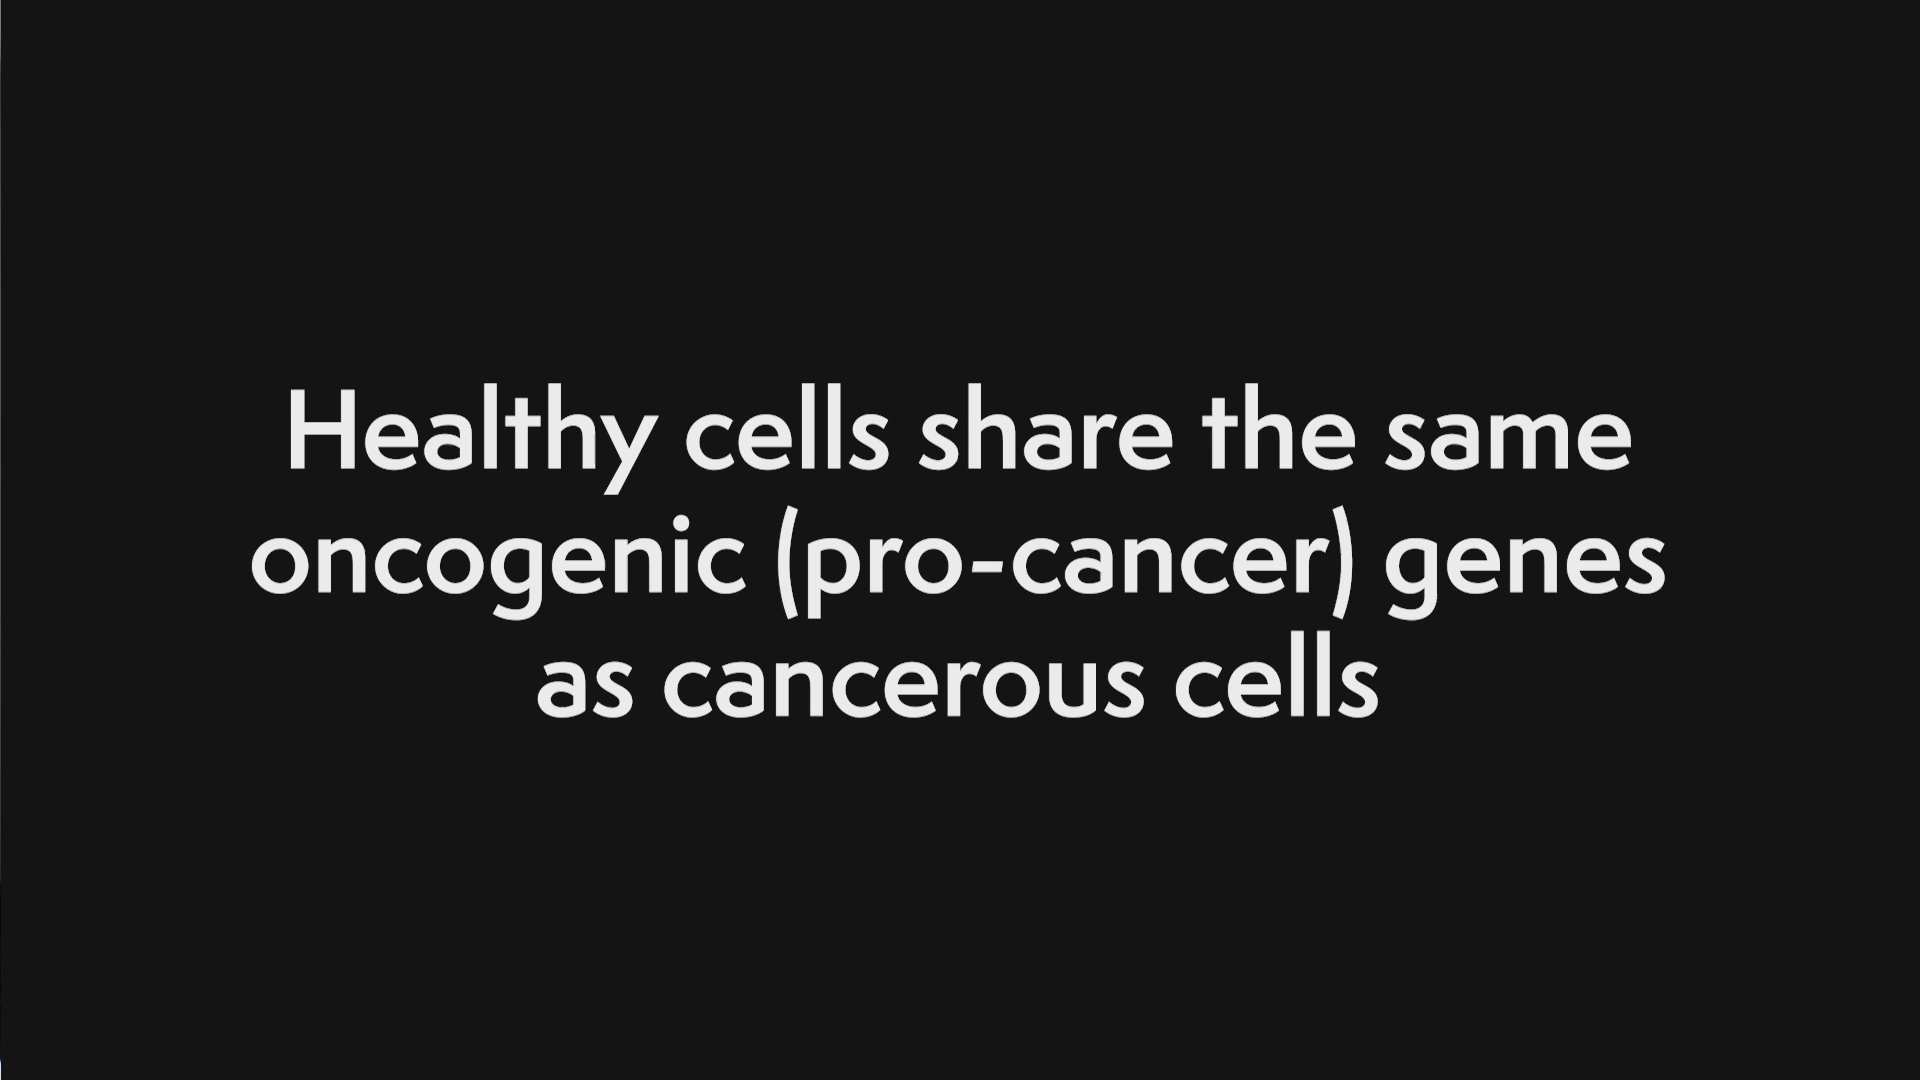 Healthy cells share the same
oncogenic (pro-cancer) genes
as cancerous cells